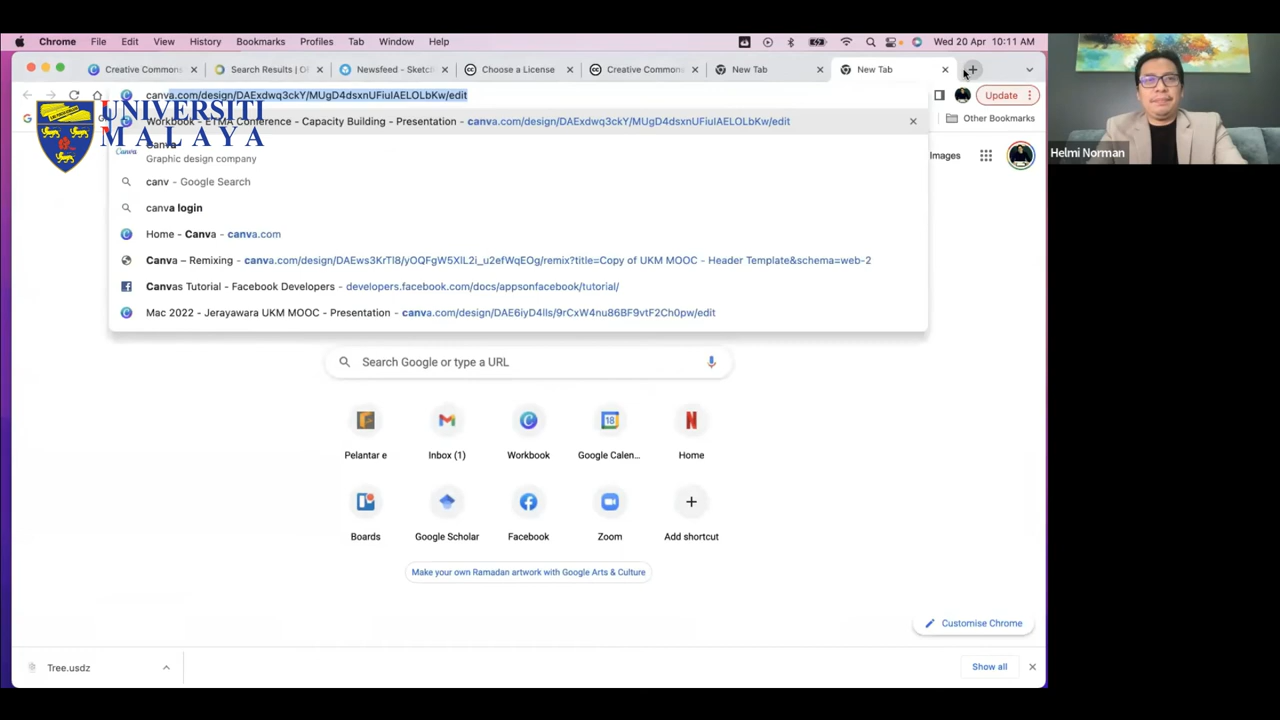 Chrome File Edit View History Bookmarks Profiles Tab Window Help Wed 20 Apr 10:11 AM
Creative Commons Search Results | O Newsfeed - Sketc Choose a License Creative Commons New Tab New Tab
canva.com/design/DAExdwq3ckY/MUgD4dsxnUFiuIAELOLbKw/edit Update
UNIVERSITI
MALAYA
Workbook - ETMA Conference - Capacity Building - Presentation - canva.com/design/DAExdwq3ckY/MUgD4dsxnUFiuIAELOLbKw/edit
Other Bookmarks
Canva
Graphic design company
Images
Helmi Norman
canv - Google Search
canva login
Home - Canva - canva.com
Canva – Remixing - canva.com/design/DAEws3KrTl8/yOQFgW5XlL2i_u2efWqEOg/remix?title=Copy of UKM MOOC - Header Template&schema=web-2
Canvas Tutorial - Facebook Developers - developers.facebook.com/docs/appsonfacebook/tutorial/
Mac 2022 - Jerayawara UKM MOOC - Presentation - canva.com/design/DAE6iyD4lls/9rCxW4nu86BF9vtF2Ch0pw/edit
Search Google or type a URL
18
Pelantar e Inbox (1) Workbook Google Calen... Home
Boards Google Scholar Facebook Zoom Add shortcut
Make your own Ramadan artwork with Google Arts & Culture
Customise Chrome
Tree.usdz Show all